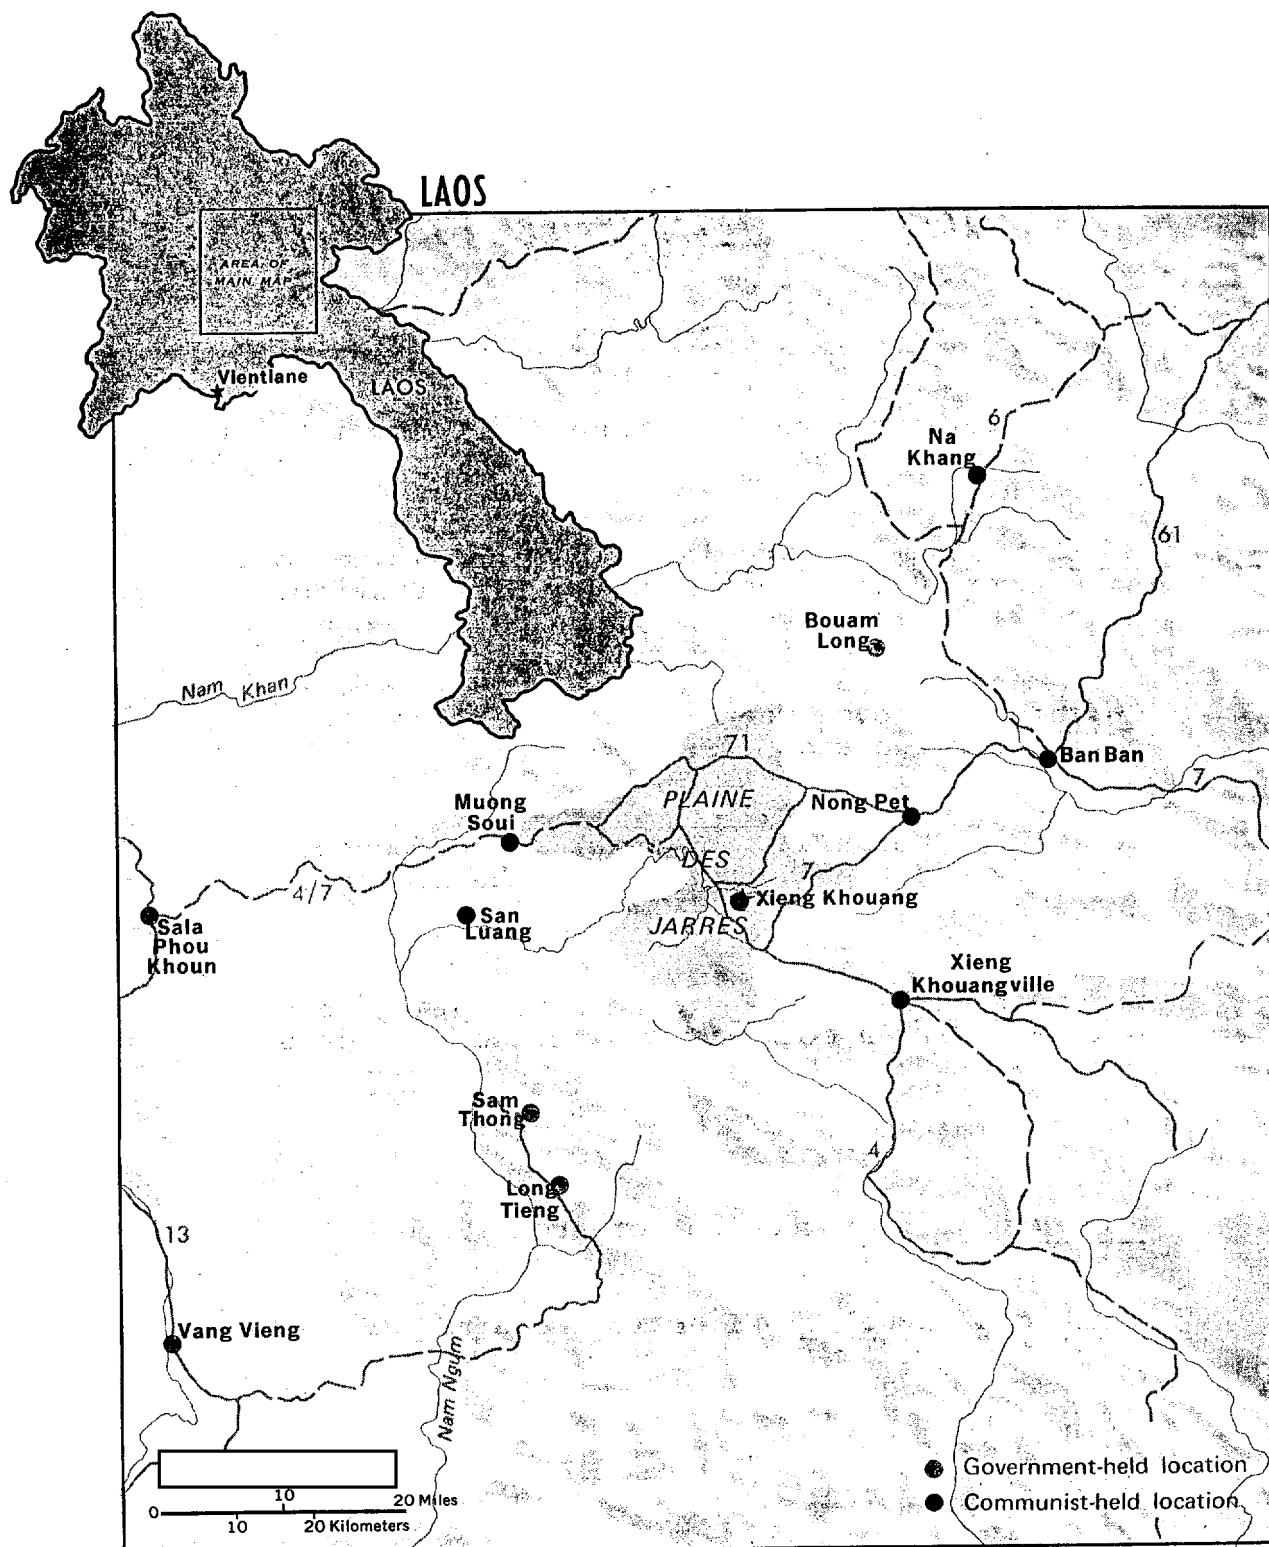 LAOS
AREA OF
MAIN MAP
Vientiane
LAOS
6
Na
Khang
61
Bouam
Long
Nam Khan
71
Ban Ban
7
PLAINE
Muong
Soui
Nong Pet
DES
7
4/7
Xieng Khouang
San
Luang
JARRES
Sala
Phou
Khoun
Xieng
Khouangville
Sam
Thong
4
Long
Tieng
13
Vang Vieng
Nam Ngum
Government-held location
Communist-held location
0 10 20 Miles
10 20 Kilometers